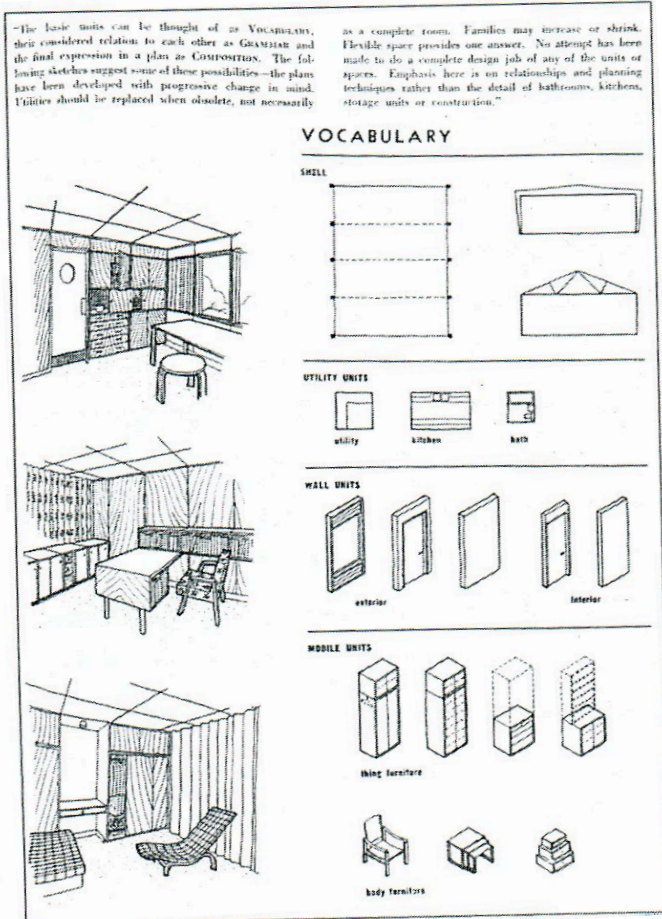 "The basic units can be thought of as VOCABULARY,
their considered relation to each other as GRAMMAR and
the final expression in a plan as COMPOSITION. The fol-
lowing sketches suggest some of these possibilities—the plans
have been developed with progressive change in mind.
Utilities should be replaced when obsolete, not necessarily
as a complete room. Families may increase or shrink.
Flexible space provides one answer. No attempt has been
made to do a complete design job of any of the units or
spaces. Emphasis here is on relationships and planning
techniques rather than the detail of bathrooms, kitchens,
storage units or construction."
VOCABULARY
SHELL
UTILITY UNITS
utility kitchen bath
WALL UNITS
exterior interior
MOBILE UNITS
thing furniture
body furniture